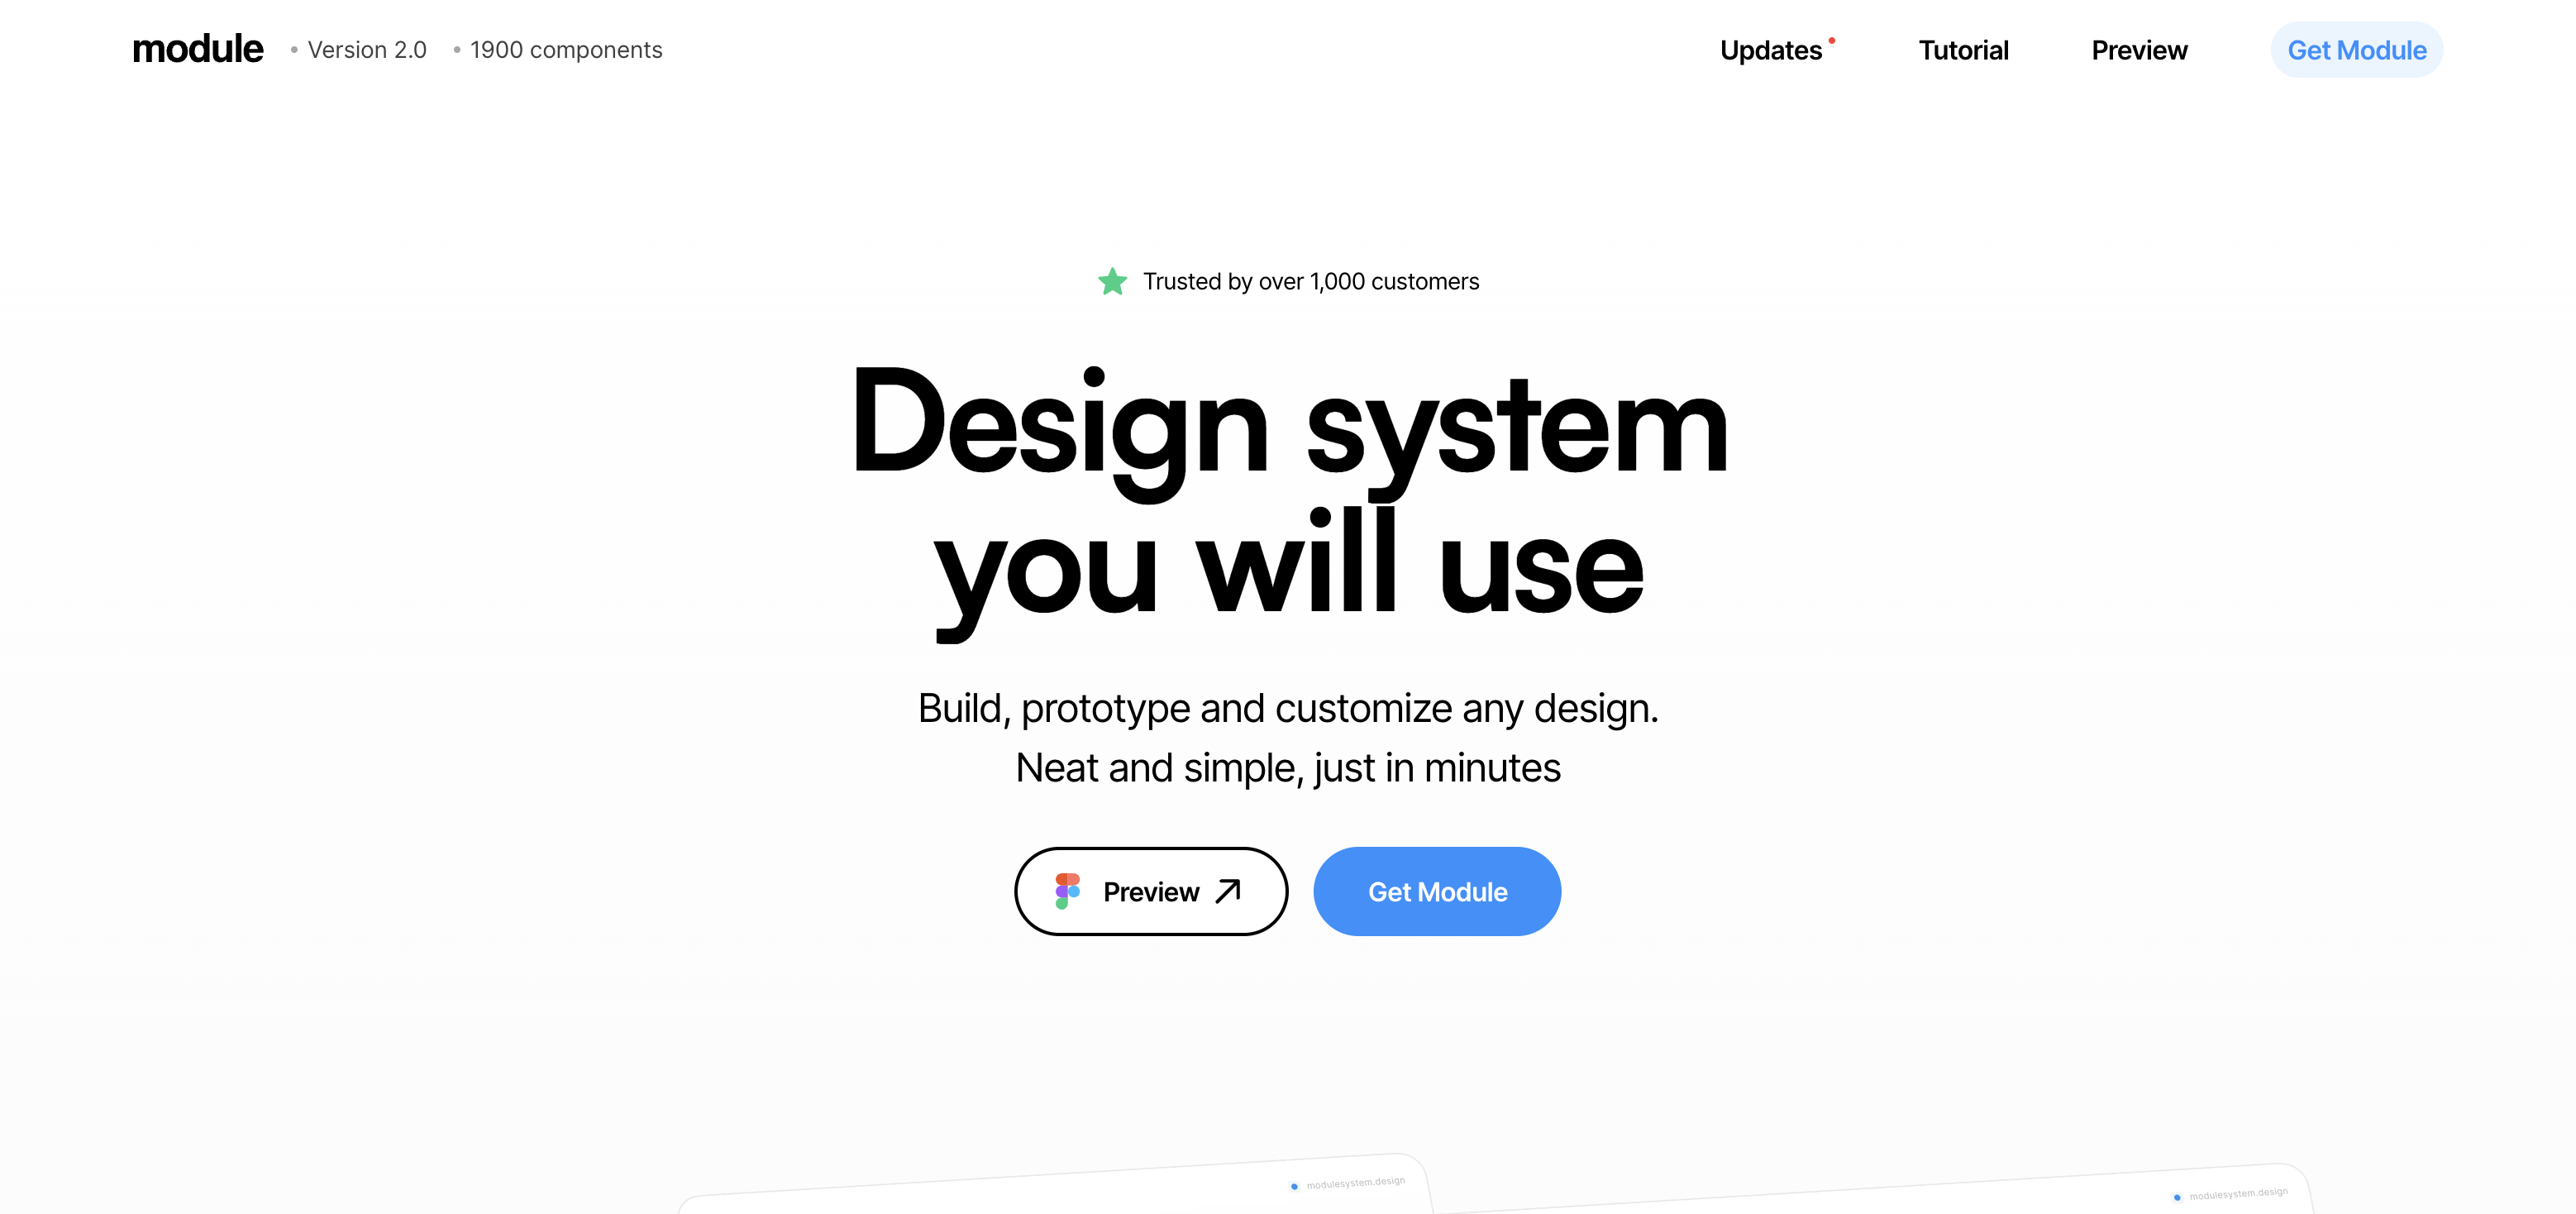 module
Version 2.0
1900 components
Updates
Tutorial
Preview
Get Module
Trusted by over 1,000 customers
Design system
you will use
Build, prototype and customize any design.
Neat and simple, just in minutes
Preview
Get Module
modulesystem.design
modulesystem.design